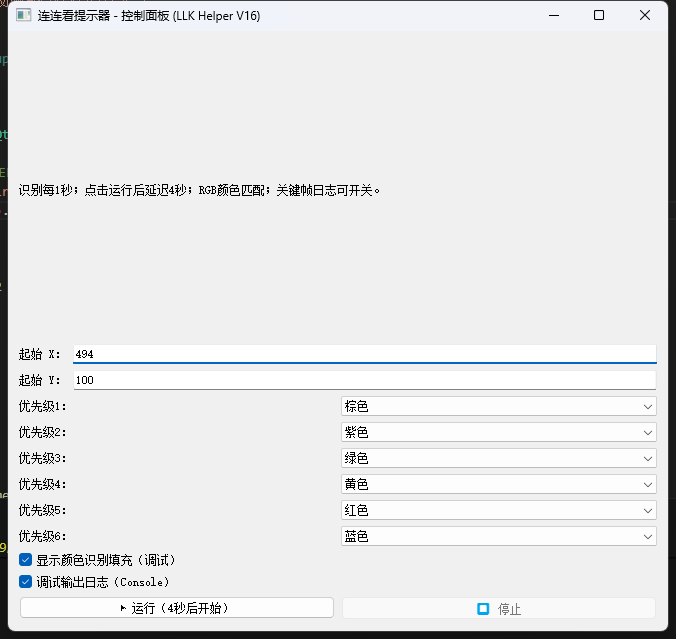 连连看提示器 - 控制面板 (LLK Helper V16)
识别每1秒；点击运行后延迟4秒；RGB颜色匹配；关键帧日志可开关。
起始 X: 494
起始 Y: 100
优先级1: 棕色
优先级2: 紫色
优先级3: 绿色
优先级4: 黄色
优先级5: 红色
优先级6: 蓝色
显示颜色识别填充（调试）
调试输出日志（Console）
运行（4秒后开始） 停止